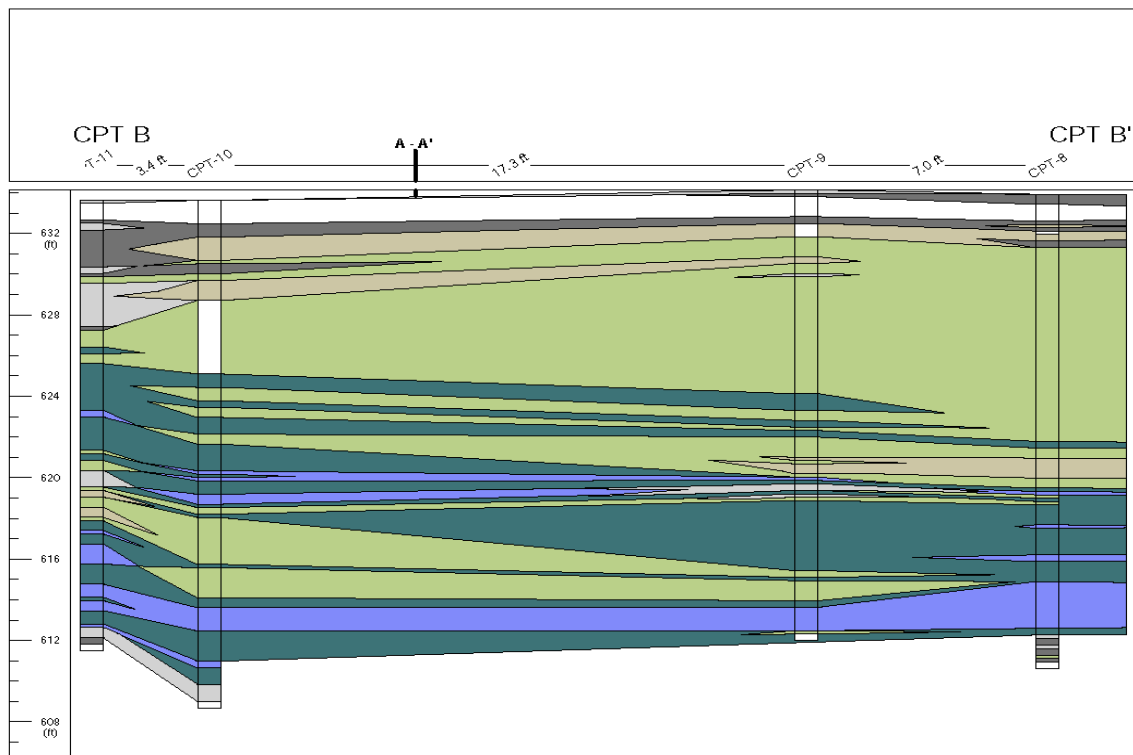 CPT B
CPT B'
A - A'
'T-11
3.4 ft
CPT-10
17.3 ft
CPT-9
7.0 ft
CPT-8
632
(ft)
628
624
620
616
612
608
(ft)